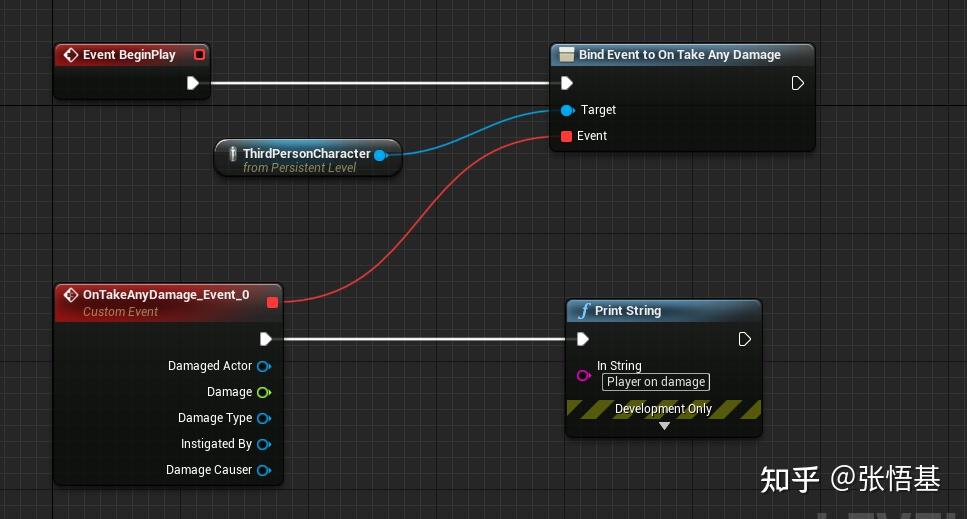 Event BeginPlay
Bind Event to On Take Any Damage
Target
Event
ThirdPersonCharacter
from Persistent Level
OnTakeAnyDamage_Event_0
Custom Event
Damaged Actor
Damage
Damage Type
Instigated By
Damage Causer
Print String
In String
Player on damage
Development Only
知乎 @张悟基